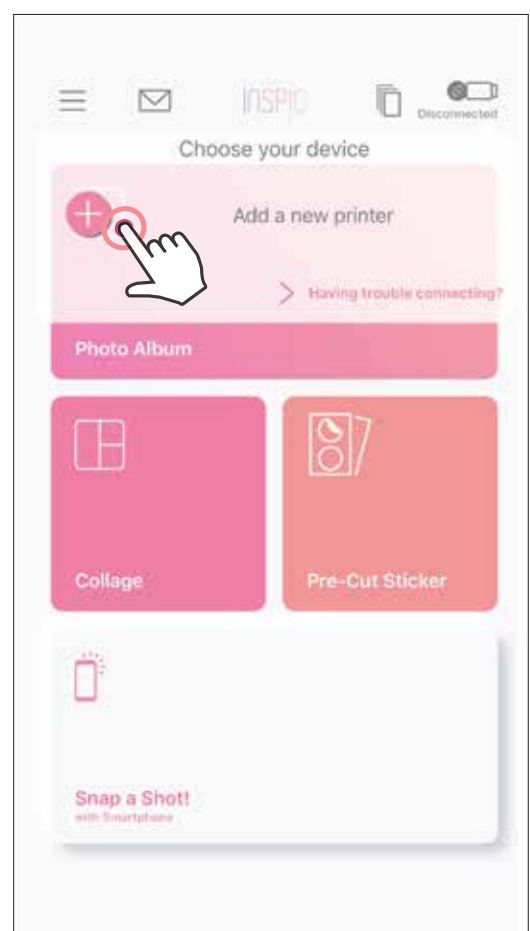 INSPIC
Disconnected
Choose your device
Add a new printer
Having trouble connecting?
Photo Album
Collage
Pre-Cut Sticker
Snap a Shot!
with Smartphone